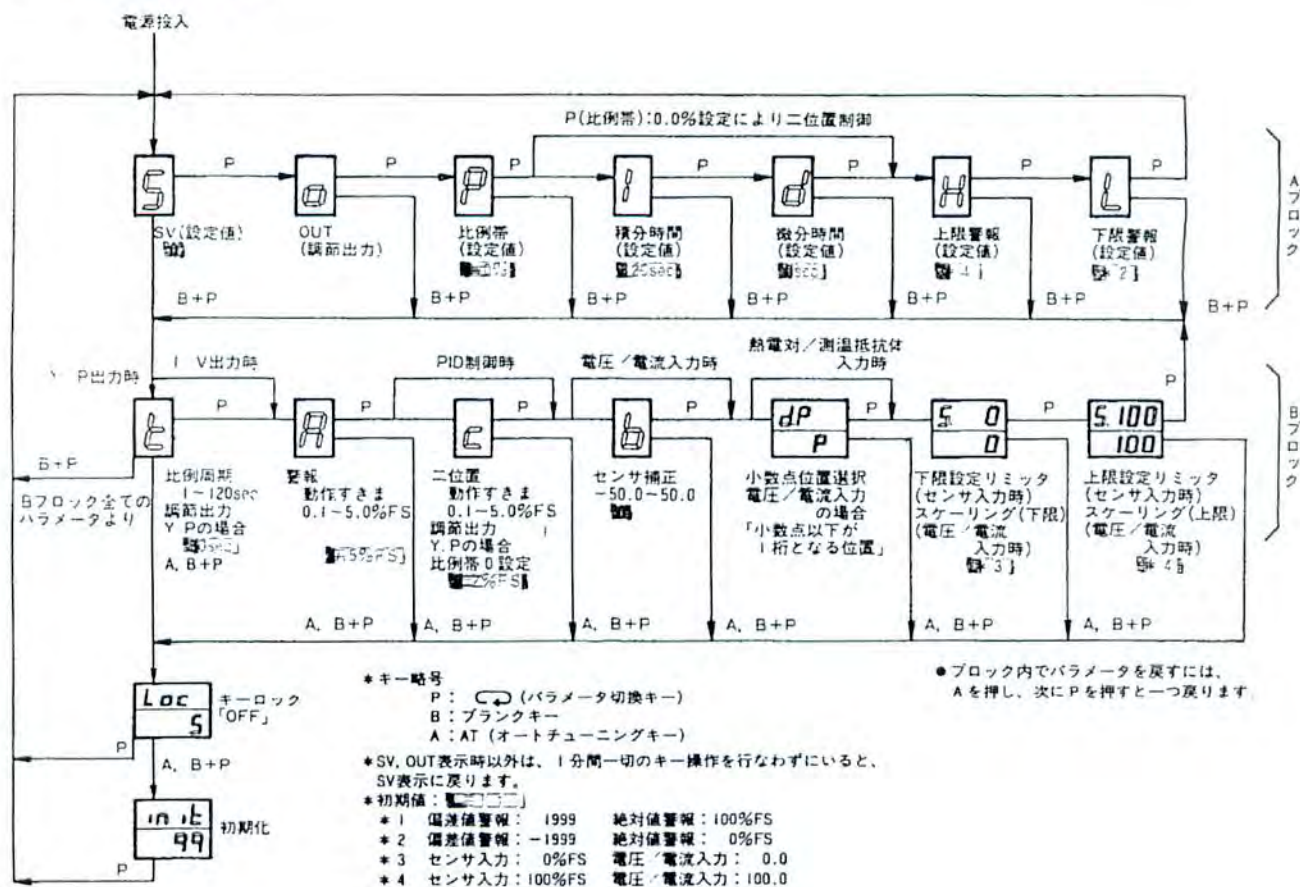 電源投入
P(比例帯):0.0%設定により二位置制御
P
P
P
P
P
P
S
o
P
I
d
H
L
Aブロック
SV(設定値)
OUT
(調節出力)
比例帯
(設定値)
積分時間
(設定値)
微分時間
(設定値)
上限警報
(設定値)
下限警報
(設定値)
B+P
B+P
B+P
B+P
B+P
B+P
B+P
P出力時
V出力時
PID制御時
電圧/電流入力時
熱電対/測温抵抗体
入力時
P
P
P
P
P
P
P
t
A
c
b
dP
P
S. 0
0
S.100
100
Bブロック
B+P
Bブロック全ての
パラメータより
比例周期
1~120sec
調節出力
Y.Pの場合
A, B+P
警報
動作すきま
0.1~5.0%FS
二位置
動作すきま
0.1~5.0%FS
調節出力
Y.Pの場合
比例帯0設定
センサ補正
-50.0~50.0
小数点位置選択
電圧/電流入力
の場合
「小数点以下が
1桁となる位置」
下限設定リミッタ
(センサ入力時)
スケーリング(下限)
(電圧/電流
入力時)
上限設定リミッタ
(センサ入力時)
スケーリング(上限)
(電圧/電流
入力時)
A, B+P
A, B+P
A, B+P
A, B+P
A, B+P
A, B+P
Loc
S
キーロック
「OFF」
P
A, B+P
init
99
初期化
P
*キー略号
P: (パラメータ切換キー)
B:ブランクキー
A:AT (オートチューニングキー)
●ブロック内でパラメータを戻すには、
Aを押し、次にPを押すと一つ戻ります
*SV, OUT表示時以外は、1分間一切のキー操作を行なわずにいると、
SV表示に戻ります。
*初期値:
*1 偏差値警報: 1999 絶対値警報:100%FS
*2 偏差値警報:-1999 絶対値警報: 0%FS
*3 センサ入力: 0%FS 電圧/電流入力: 0.0
*4 センサ入力:100%FS 電圧/電流入力:100.0